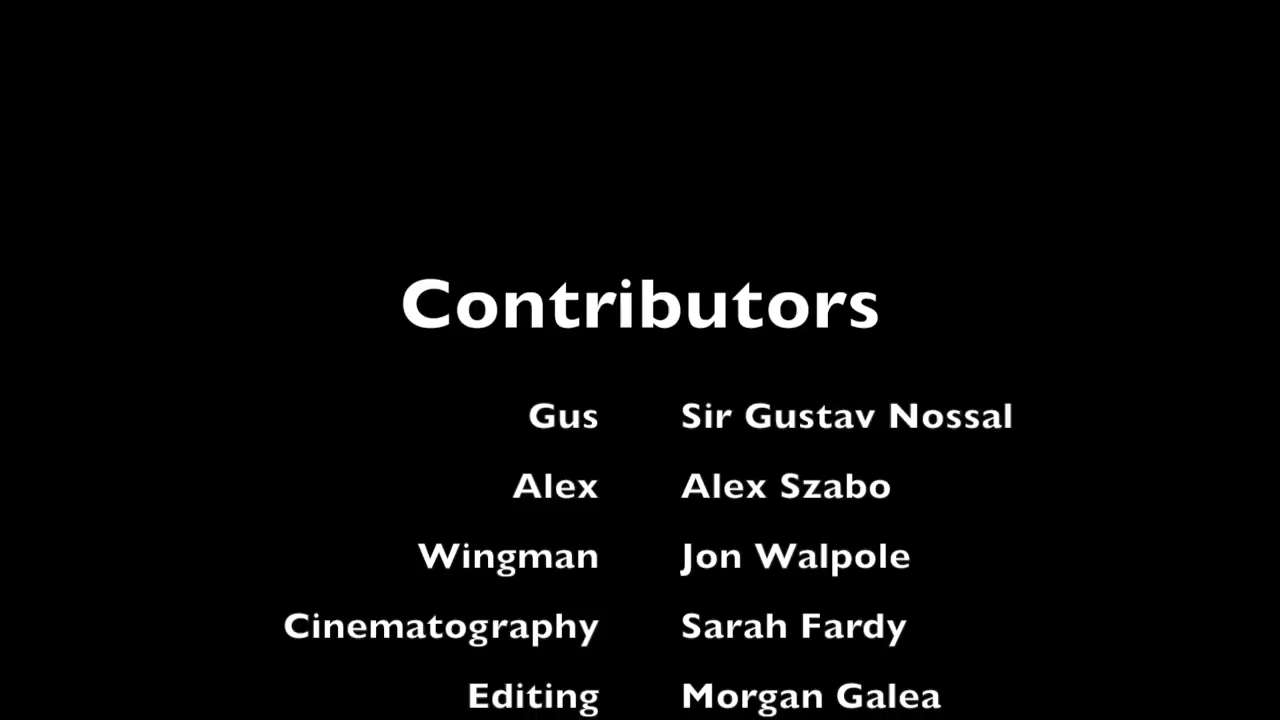 Contributors
Gus Sir Gustav Nossal
Alex Alex Szabo
Wingman Jon Walpole
Cinematography Sarah Fardy
Editing Morgan Galea